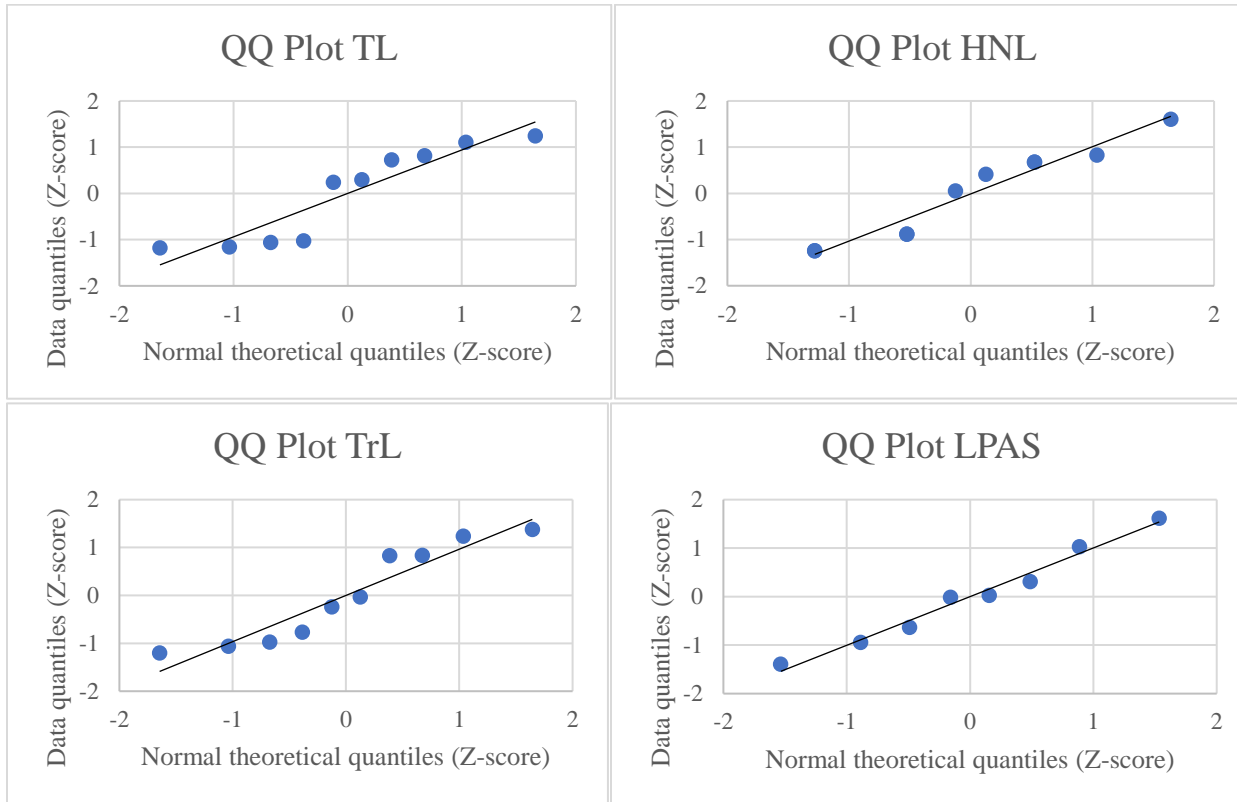 QQ Plot TL
Data quantiles (Z-score)
2
1
0
-1
-2
-2 -1 0 1 2
Normal theoretical quantiles (Z-score)
QQ Plot HNL
Data quantiles (Z-score)
2
1
0
-1
-2
-2 -1 0 1 2
Normal theoretical quantiles (Z-score)
QQ Plot TrL
Data quantiles (Z-score)
2
1
0
-1
-2
-2 -1 0 1 2
Normal theoretical quantiles (Z-score)
QQ Plot LPAS
Data quantiles (Z-score)
2
1
0
-1
-2
-2 -1 0 1 2
Normal theoretical quantiles (Z-score)